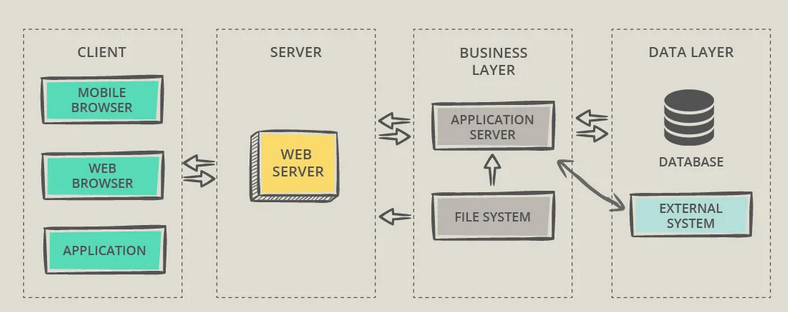 CLIENT
MOBILE
BROWSER
WEB
BROWSER
APPLICATION
SERVER
WEB
SERVER
BUSINESS
LAYER
APPLICATION
SERVER
FILE SYSTEM
DATA LAYER
DATABASE
EXTERNAL
SYSTEM